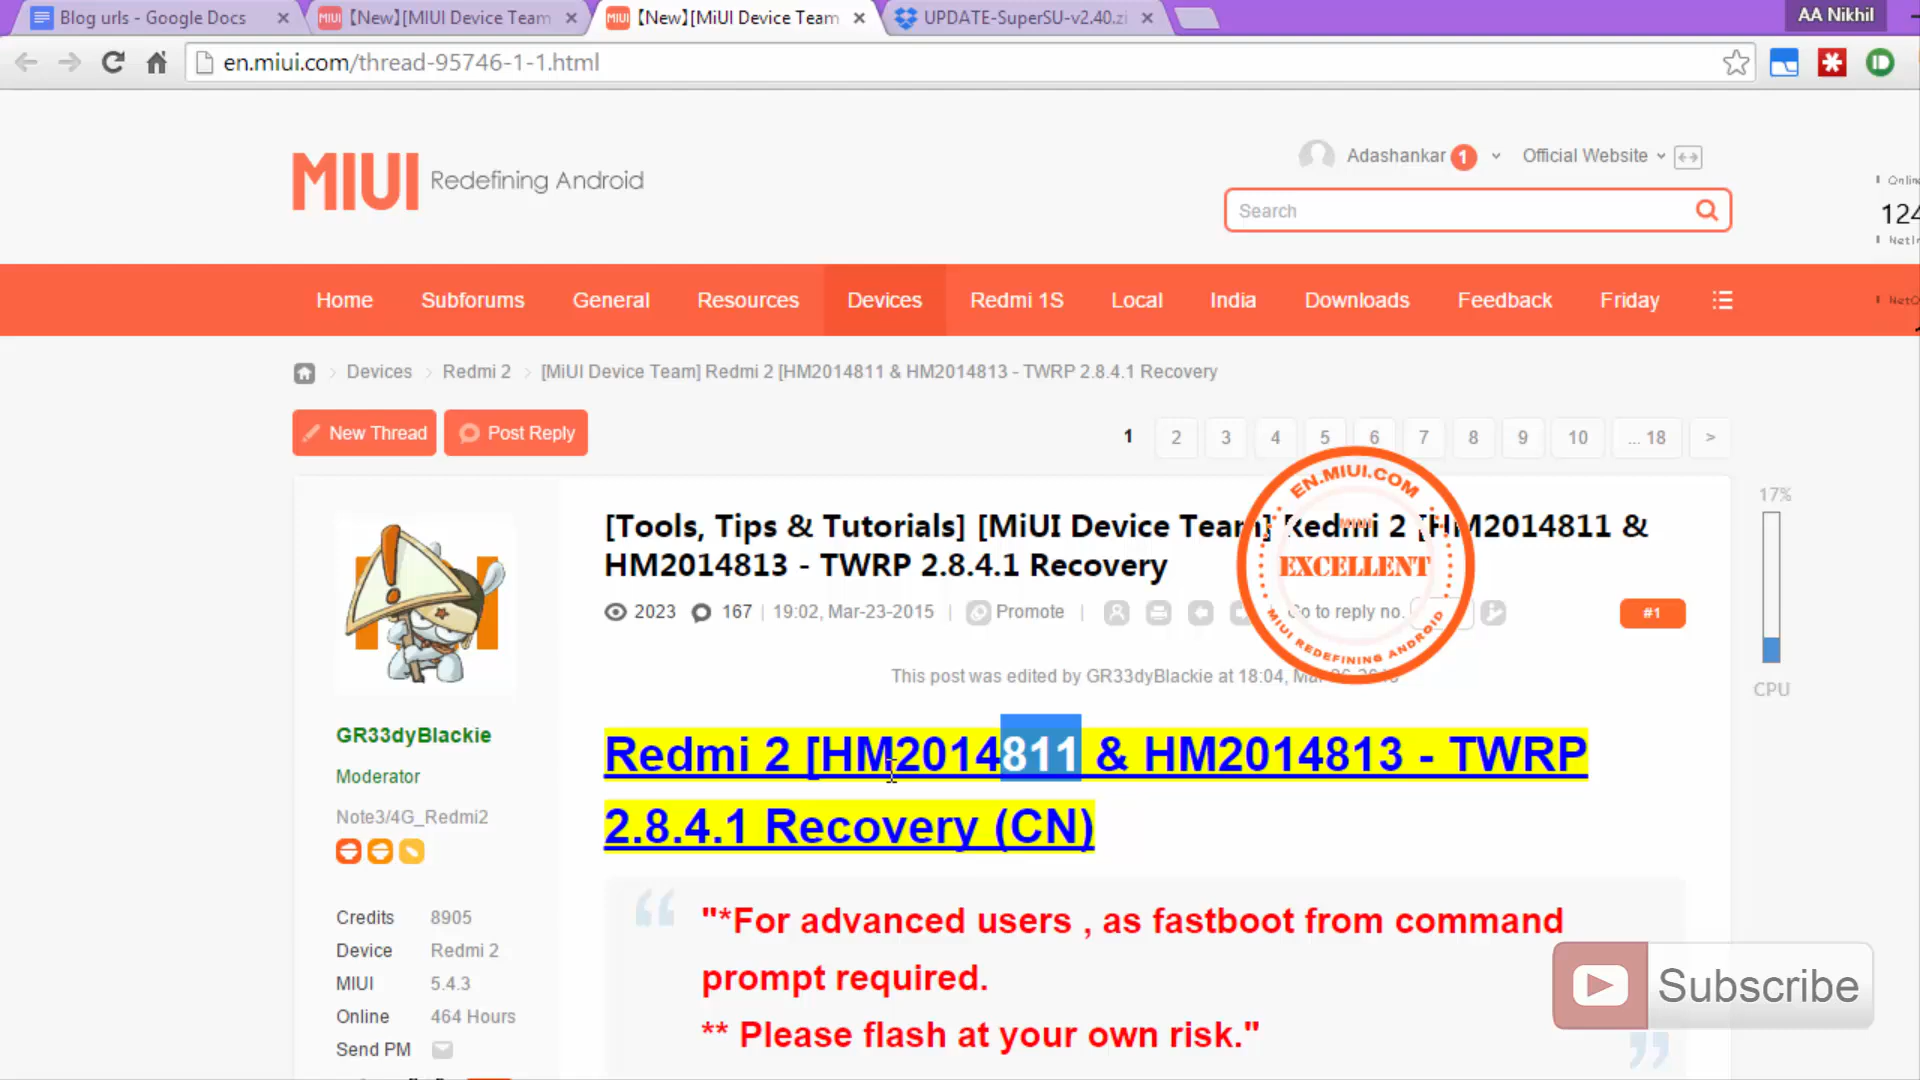 Blog urls - Google Docs
【New】[MIUI Device Team
【New】[MiUI Device Team
UPDATE-SuperSU-v2.40.zi
AA Nikhil
en.miui.com/thread-95746-1-1.html
MIUI Redefining Android
Adashankar 1
Official Website
Search
Home Subforums General Resources Devices Redmi 1S Local India Downloads Feedback Friday
Devices Redmi 2 [MiUI Device Team] Redmi 2 [HM2014811 & HM2014813 - TWRP 2.8.4.1 Recovery
New Thread Post Reply
1 2 3 4 5 6 7 8 9 10 ... 18 >
[Tools, Tips & Tutorials] [MiUI Device Team] Redmi 2 [HM2014811 &
HM2014813 - TWRP 2.8.4.1 Recovery
EN.MIUI.COM
MIUI
EXCELLENT
MIUI REDEFINING ANDROID
2023 167 | 19:02, Mar-23-2015 | Promote | Go to reply no.
#1
This post was edited by GR33dyBlackie at 18:04,
Redmi 2 [HM2014811 & HM2014813 - TWRP
2.8.4.1 Recovery (CN)
"*For advanced users , as fastboot from command
prompt required.
** Please flash at your own risk."
GR33dyBlackie
Moderator
Note3/4G_Redmi2
Credits 8905
Device Redmi 2
MIUI 5.4.3
Online 464 Hours
Send PM
17%
CPU
124
Subscribe